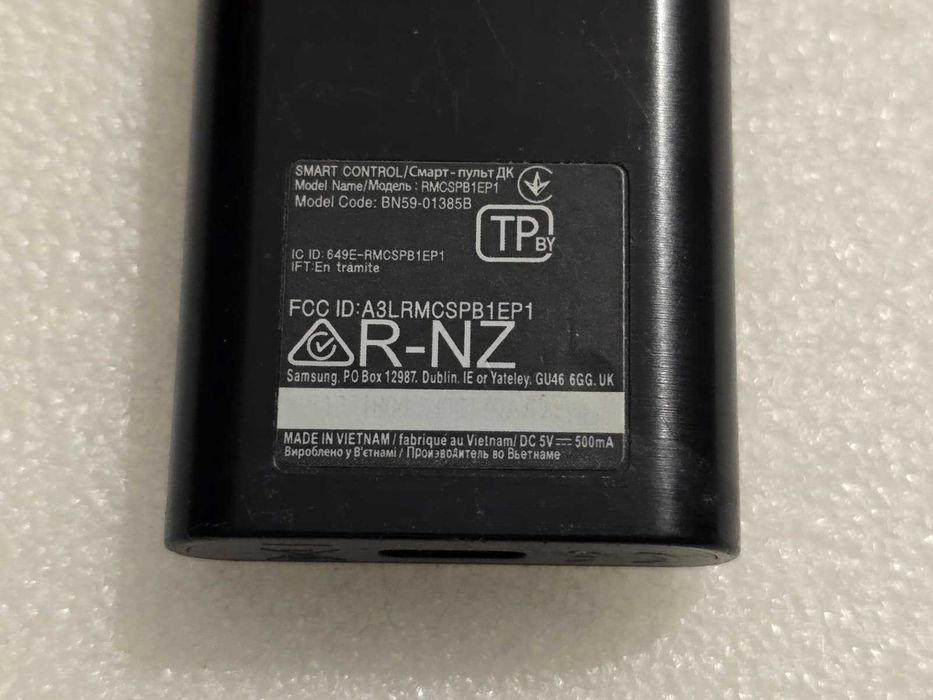 SMART CONTROL/Смарт-пульт ДК
Model Name/Модель : RMCSPB1EP1
Model Code: BN59-01385B
TP BY
IC ID: 649E-RMCSPB1EP1
IFT:En tramite
FCC ID:A3LRMCSPB1EP1
R-NZ
Samsung, PO Box 12987. Dublin. IE or Yateley, GU46 6GG. UK
MADE IN VIETNAM / fabriqué au Vietnam/ DC 5V⎓500mA
Вироблено у В'єтнамі / Производитель во Вьетнаме